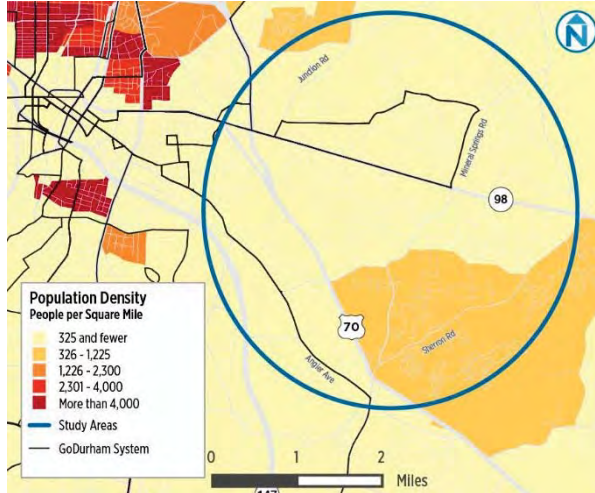 N
Junction Rd
Mineral Springs Rd
98
70
Sherron Rd
Angier Ave
Population Density
People per Square Mile
325 and fewer
326 - 1,225
1,226 - 2,300
2,301 - 4,000
More than 4,000
Study Areas
GoDurham System
0 1 2
Miles
147